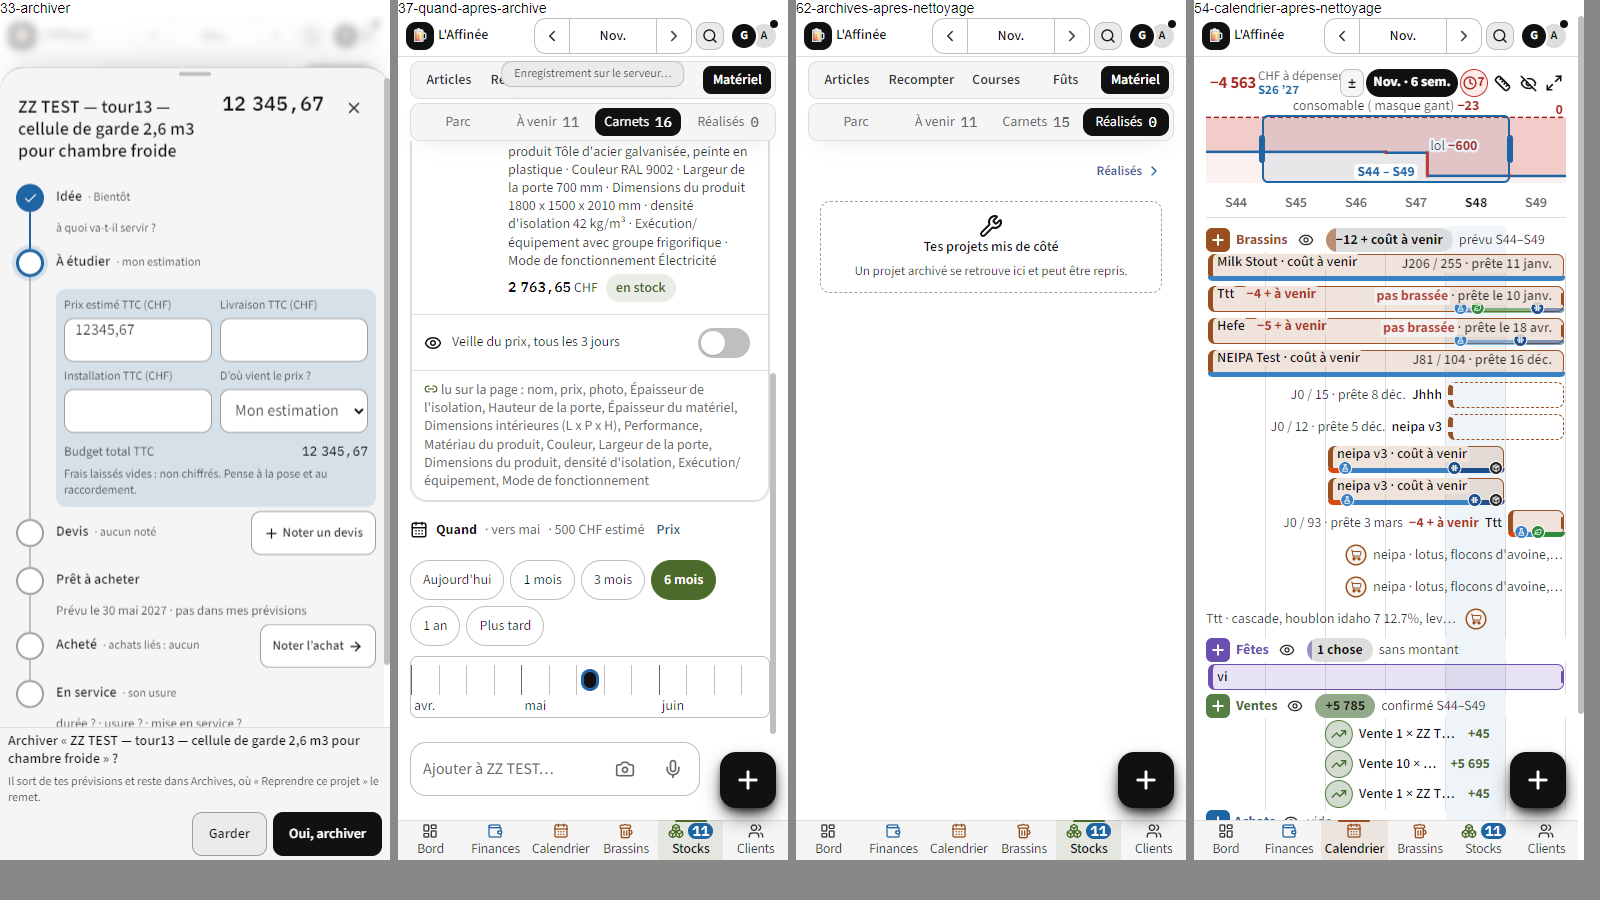 33-archiver
ZZ TEST — tour13 —
cellule de garde 2,6 m3
pour chambre froide
12 345,67
Idée · Bientôt
à quoi va-t-il servir ?
À étudier · mon estimation
Prix estimé TTC (CHF)
Livraison TTC (CHF)
12345,67
Installation TTC (CHF)
D'où vient le prix ?
Mon estimation
Budget total TTC
12 345,67
Frais laissés vides : non chiffrés. Pense à la pose et au
raccordement.
Devis · aucun noté
+ Noter un devis
Prêt à acheter
Prévu le 30 mai 2027 · pas dans mes prévisions
Acheté · achats liés : aucun
Noter l'achat →
En service · son usure
durée ? · usure ? · mise en service ?
Archiver « ZZ TEST — tour13 — cellule de garde 2,6 m3 pour
chambre froide » ?
Il sort de tes prévisions et reste dans Archives, où « Reprendre ce projet » le
remet.
Garder
Oui, archiver
37-quand-apres-archive
L'Affinée
Nov.
G
A
Articles
Re
Enregistrement sur le serveur…
Matériel
Parc
À venir 11
Carnets 16
Réalisés 0
produit Tôle d'acier galvanisée, peinte en
plastique · Couleur RAL 9002 · Largeur de
la porte 700 mm · Dimensions du produit
1800 x 1500 x 2010 mm · densité
d'isolation 42 kg/m³ · Exécution/
équipement avec groupe frigorifique ·
Mode de fonctionnement Électricité
2 763,65 CHF
en stock
Veille du prix, tous les 3 jours
lu sur la page : nom, prix, photo, Épaisseur de
l'isolation, Hauteur de la porte, Épaisseur du matériel,
Dimensions intérieures (L x P x H), Performance,
Matériau du produit, Couleur, Largeur de la porte,
Dimensions du produit, densité d'isolation, Exécution/
équipement, Mode de fonctionnement
Quand · vers mai · 500 CHF estimé Prix
Aujourd'hui
1 mois
3 mois
6 mois
1 an
Plus tard
avr.
mai
juin
Ajouter à ZZ TEST…
Bord
Finances
Calendrier
Brassins
11
Stocks
Clients
62-archives-apres-nettoyage
L'Affinée
Nov.
G
A
Articles
Recompter
Courses
Fûts
Matériel
Parc
À venir 11
Carnets 15
Réalisés 0
Réalisés
Tes projets mis de côté
Un projet archivé se retrouve ici et peut être repris.
Bord
Finances
Calendrier
Brassins
11
Stocks
Clients
54-calendrier-apres-nettoyage
L'Affinée
Nov.
G
A
−4 563 CHF à dépenser
S26 '27
±
Nov. · 6 sem.
7
consomable ( masque gant) −23
0
lol −600
S44 – S49
S44
S45
S46
S47
S48
S49
Brassins
−12 + coût à venir
prévu S44–S49
Milk Stout · coût à venir
J206 / 255 · prête 11 janv.
Ttt −4 + à venir
pas brassée · prête le 10 janv.
Hefe −5 + à venir
pas brassée · prête le 18 avr.
NEIPA Test · coût à venir
J81 / 104 · prête 16 déc.
J0 / 15 · prête 8 déc. Jhhh
J0 / 12 · prête 5 déc. neipa v3
neipa v3 · coût à venir
neipa v3 · coût à venir
J0 / 93 · prête 3 mars −4 + à venir Ttt
neipa · lotus, flocons d'avoine,…
neipa · lotus, flocons d'avoine,…
Ttt · cascade, houblon idaho 7 12.7%, lev…
Fêtes
1 chose
sans montant
vi
Ventes
+5 785
confirmé S44–S49
Vente 1 × ZZ T… +45
Vente 10 × … +5 695
Vente 1 × ZZ T… +45
Bord
Finances
Calendrier
Brassins
11
Stocks
Clients